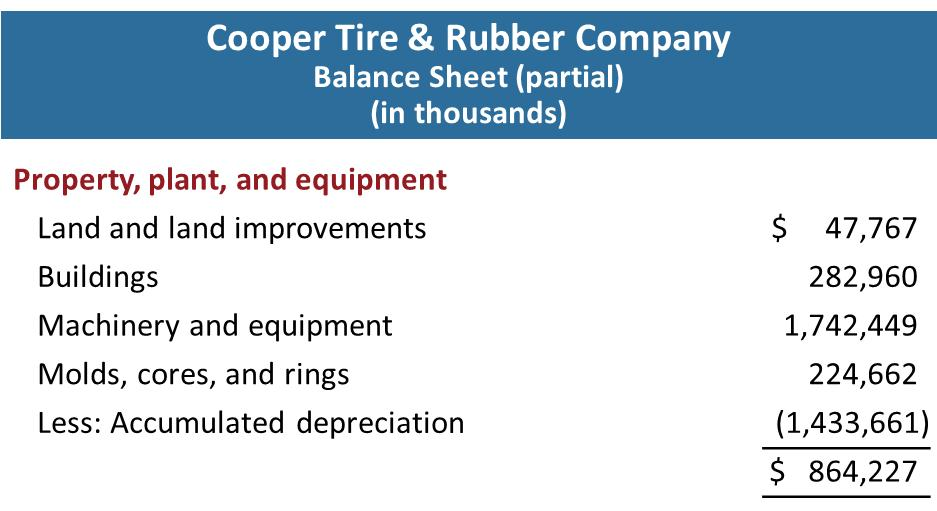 Cooper Tire & Rubber Company
Balance Sheet (partial)
(in thousands)
Property, plant, and equipment
Land and land improvements $ 47,767
Buildings 282,960
Machinery and equipment 1,742,449
Molds, cores, and rings 224,662
Less: Accumulated depreciation (1,433,661)
$ 864,227